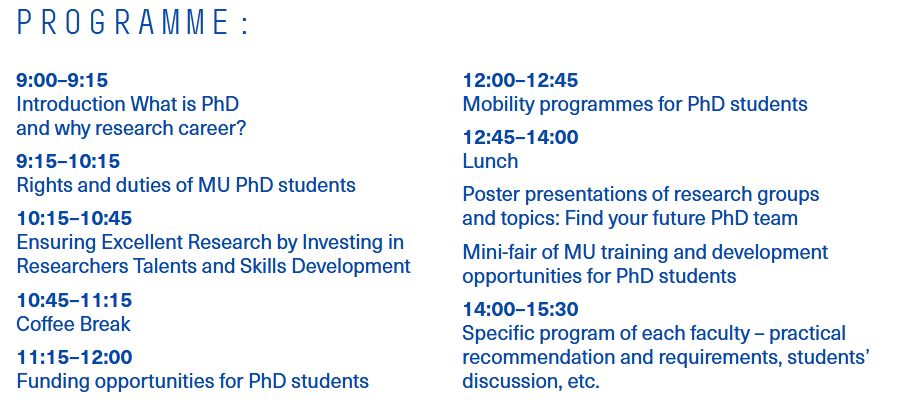 PROGRAMME:
9:00–9:15
Introduction What is PhD
and why research career?
9:15–10:15
Rights and duties of MU PhD students
10:15–10:45
Ensuring Excellent Research by Investing in
Researchers Talents and Skills Development
10:45–11:15
Coffee Break
11:15–12:00
Funding opportunities for PhD students
12:00–12:45
Mobility programmes for PhD students
12:45–14:00
Lunch
Poster presentations of research groups
and topics: Find your future PhD team
Mini-fair of MU training and development
opportunities for PhD students
14:00–15:30
Specific program of each faculty – practical
recommendation and requirements, students’
discussion, etc.